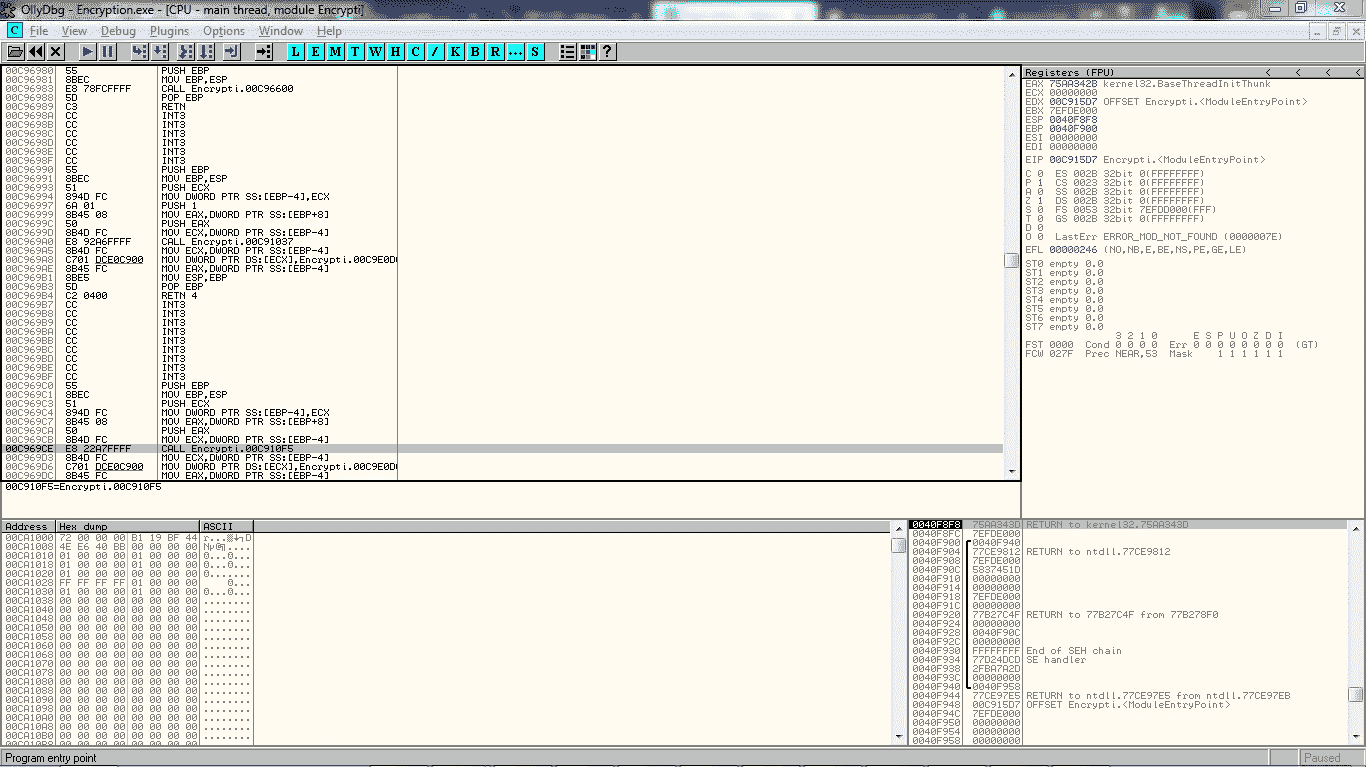 OllyDbg - Encryption.exe - [CPU - main thread, module Encrypti]
C File View Debug Plugins Options Window Help
L E M T W H C / K B R ... S ?
00C96980 55 PUSH EBP
00C96981 8BEC MOV EBP,ESP
00C96983 E8 78FCFFFF CALL Encrypti.00C96600
00C96988 5D POP EBP
00C96989 C3 RETN
00C9698A CC INT3
00C9698B CC INT3
00C9698C CC INT3
00C9698D CC INT3
00C9698E CC INT3
00C9698F CC INT3
00C96990 55 PUSH EBP
00C96991 8BEC MOV EBP,ESP
00C96993 51 PUSH ECX
00C96994 894D FC MOV DWORD PTR SS:[EBP-4],ECX
00C96997 6A 01 PUSH 1
00C96999 8B45 08 MOV EAX,DWORD PTR SS:[EBP+8]
00C9699C 50 PUSH EAX
00C9699D 8B4D FC MOV ECX,DWORD PTR SS:[EBP-4]
00C969A0 E8 92A6FFFF CALL Encrypti.00C91037
00C969A5 8B4D FC MOV ECX,DWORD PTR SS:[EBP-4]
00C969A8 C701 DCE0C900 MOV DWORD PTR DS:[ECX],Encrypti.00C9E0D
00C969AE 8B45 FC MOV EAX,DWORD PTR SS:[EBP-4]
00C969B1 8BE5 MOV ESP,EBP
00C969B3 5D POP EBP
00C969B4 C2 0400 RETN 4
00C969B7 CC INT3
00C969B8 CC INT3
00C969B9 CC INT3
00C969BA CC INT3
00C969BB CC INT3
00C969BC CC INT3
00C969BD CC INT3
00C969BE CC INT3
00C969BF CC INT3
00C969C0 55 PUSH EBP
00C969C1 8BEC MOV EBP,ESP
00C969C3 51 PUSH ECX
00C969C4 894D FC MOV DWORD PTR SS:[EBP-4],ECX
00C969C7 8B45 08 MOV EAX,DWORD PTR SS:[EBP+8]
00C969CA 50 PUSH EAX
00C969CB 8B4D FC MOV ECX,DWORD PTR SS:[EBP-4]
00C969CE E8 22A7FFFF CALL Encrypti.00C910F5
00C969D3 8B4D FC MOV ECX,DWORD PTR SS:[EBP-4]
00C969D6 C701 DCE0C900 MOV DWORD PTR DS:[ECX],Encrypti.00C9E0D
00C969DC 8B45 FC MOV EAX,DWORD PTR SS:[EBP-4]
00C910F5=Encrypti.00C910F5
Registers (FPU) < < < <
EAX 75AA342B kernel32.BaseThreadInitThunk
ECX 00000000
EDX 00C915D7 OFFSET Encrypti.<ModuleEntryPoint>
EBX 7EFDE000
ESP 0040F8F8
EBP 0040F900
ESI 00000000
EDI 00000000
EIP 00C915D7 Encrypti.<ModuleEntryPoint>
C 0 ES 002B 32bit 0(FFFFFFFF)
P 1 CS 0023 32bit 0(FFFFFFFF)
A 0 SS 002B 32bit 0(FFFFFFFF)
Z 1 DS 002B 32bit 0(FFFFFFFF)
S 0 FS 0053 32bit 7EFDD000(FFF)
T 0 GS 002B 32bit 0(FFFFFFFF)
D 0
O 0 LastErr ERROR_MOD_NOT_FOUND (0000007E)
EFL 00000246 (NO,NB,E,BE,NS,PE,GE,LE)
ST0 empty 0.0
ST1 empty 0.0
ST2 empty 0.0
ST3 empty 0.0
ST4 empty 0.0
ST5 empty 0.0
ST6 empty 0.0
ST7 empty 0.0
3 2 1 0 E S P U O Z D I
FST 0000 Cond 0 0 0 0 Err 0 0 0 0 0 0 0 0 (GT)
FCW 027F Prec NEAR,53 Mask 1 1 1 1 1 1
Address Hex dump ASCII
00CA1000 72 00 00 00 B1 19 BF 44
00CA1008 4E E6 40 BB 00 00 00 00
00CA1010 01 00 00 00 01 00 00 00
00CA1018 01 00 00 00 01 00 00 00
00CA1020 01 00 00 00 00 00 00 00
00CA1028 FF FF FF FF 01 00 00 00
00CA1030 01 00 00 00 01 00 00 00
00CA1038 00 00 00 00 00 00 00 00 ........
00CA1040 00 00 00 00 00 00 00 00 ........
00CA1048 00 00 00 00 00 00 00 00 ........
00CA1050 00 00 00 00 00 00 00 00 ........
00CA1058 00 00 00 00 00 00 00 00 ........
00CA1060 00 00 00 00 00 00 00 00 ........
00CA1068 00 00 00 00 00 00 00 00 ........
00CA1070 00 00 00 00 00 00 00 00 ........
00CA1078 00 00 00 00 00 00 00 00 ........
00CA1080 00 00 00 00 00 00 00 00 ........
00CA1088 00 00 00 00 00 00 00 00 ........
00CA1090 00 00 00 00 00 00 00 00 ........
00CA1098 00 00 00 00 00 00 00 00 ........
00CA10A0 00 00 00 00 00 00 00 00 ........
00CA10A8 00 00 00 00 00 00 00 00 ........
00CA10B0 00 00 00 00 00 00 00 00 ........
0040F8F8 75AA343D RETURN to kernel32.75AA343D
0040F8FC 7EFDE000
0040F900 0040F940
0040F904 77CE9812 RETURN to ntdll.77CE9812
0040F908 7EFDE000
0040F90C 5837451D
0040F910 00000000
0040F914 00000000
0040F918 7EFDE000
0040F91C 00000000
0040F920 77B27C4F RETURN to 77B27C4F from 77B278F0
0040F924 00000000
0040F928 0040F90C
0040F92C 00000000
0040F930 FFFFFFFF End of SEH chain
0040F934 77D24DCD SE handler
0040F938 2FBA7A2D
0040F93C 00000000
0040F940 0040F958
0040F944 77CE97E5 RETURN to ntdll.77CE97E5 from ntdll.77CE97EB
0040F948 00C915D7 OFFSET Encrypti.<ModuleEntryPoint>
0040F94C 7EFDE000
0040F950 00000000
0040F954 00000000
0040F958 00000000
Program entry point
Paused